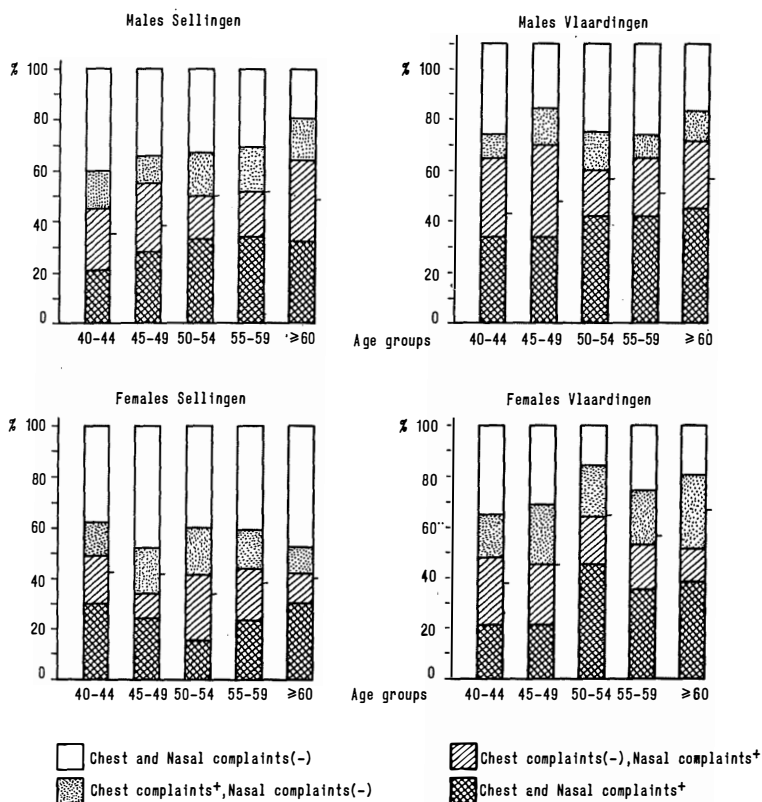 Males Sellingen
Males Vlaardingen
% 100
80
60
40
20
0
40-44 45-49 50-54 55-59 ≥60
% 100
80
60
40
20
0
Age groups 40-44 45-49 50-54 55-59 ≥60
Females Sellingen
Females Vlaardingen
% 100
80
60
40
20
0
40-44 45-49 50-54 55-59 ≥60
% 100
80
60
40
20
0
Age groups 40-44 45-49 50-54 55-59 ≥60
Chest and Nasal complaints(-)
Chest complaints(-),Nasal complaints+
Chest complaints+,Nasal complaints(-)
Chest and Nasal complaints+